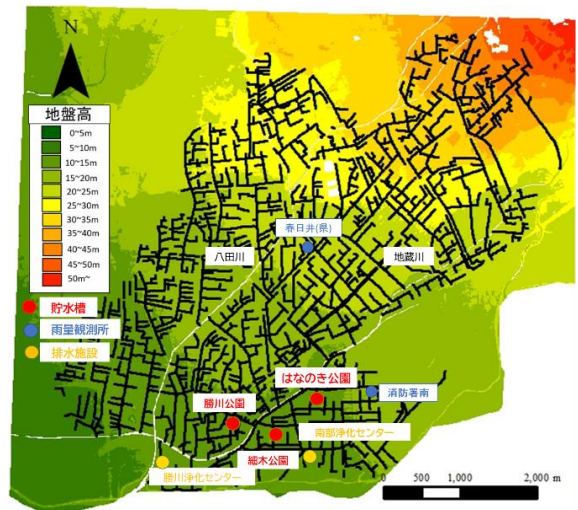 N
地盤高
0~5m
5~10m
10~15m
15~20m
20~25m
25~30m
30~35m
35~40m
40~45m
45~50m
50m~
貯水槽
雨量観測所
排水施設
春日井(県)
八田川
地蔵川
はなのき公園
消防署南
勝川公園
南部浄化センター
細木公園
勝川浄化センター
0 500 1,000 2,000 m